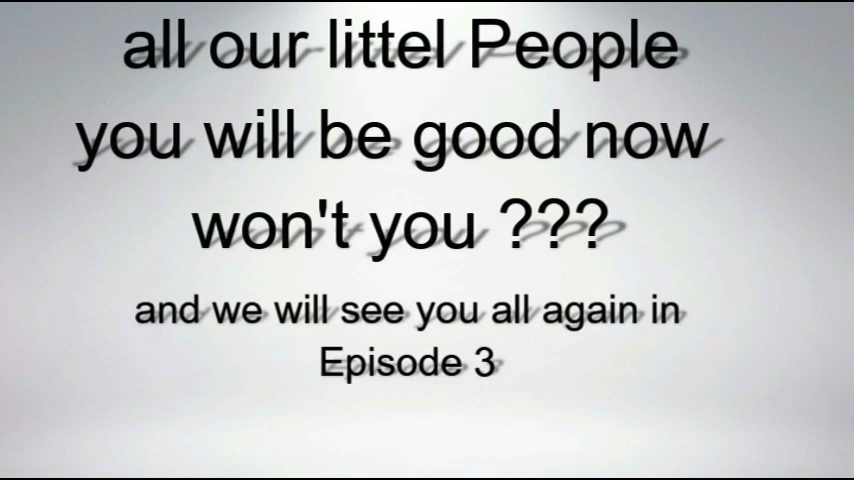 all our littel People
you will be good now
won't you ???
and we will see you all again in
Episode 3